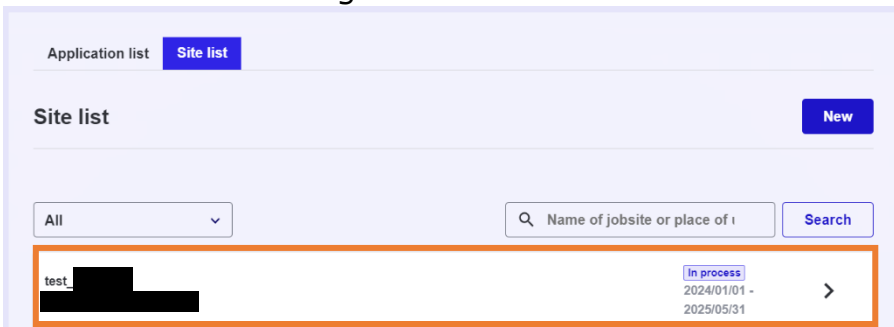 Application list Site list
Site list New
All Name of jobsite or place of Search
test_ In process
2024/01/01 -
2025/05/31